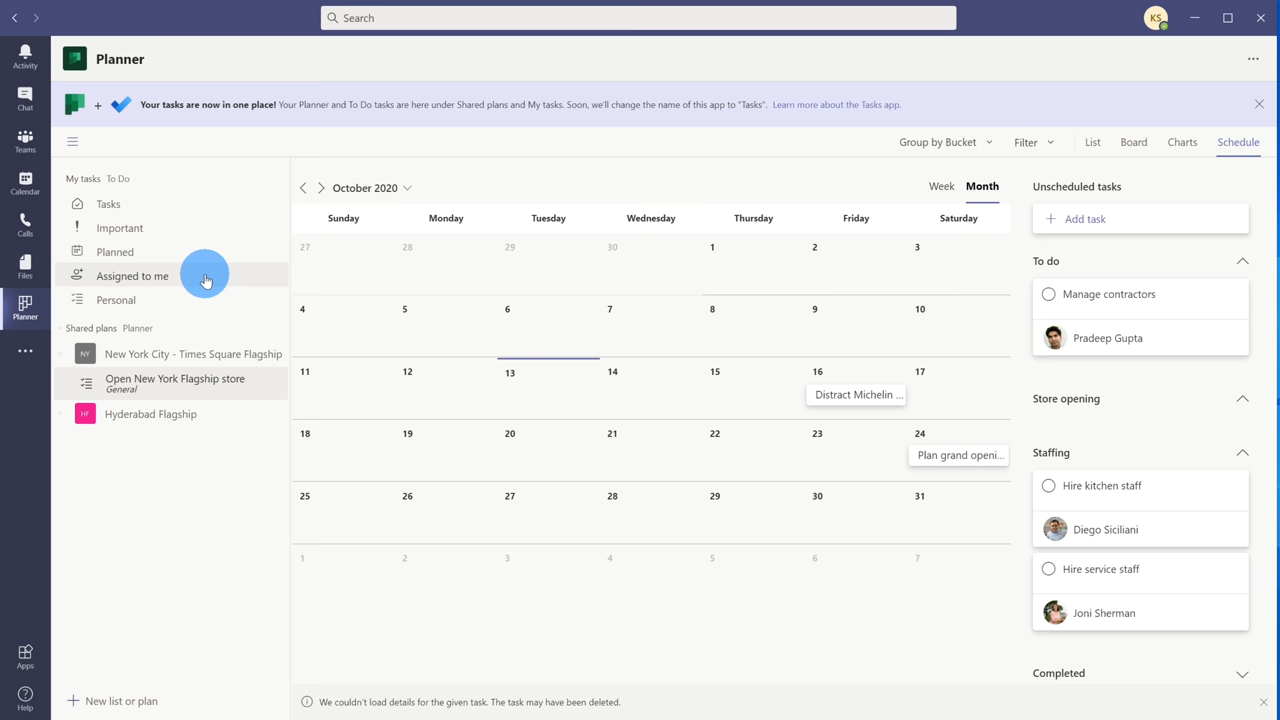 Search
KS
Activity
Chat
Teams
Calendar
Calls
Files
Planner
Apps
Help
Planner
Your tasks are now in one place! Your Planner and To Do tasks are here under Shared plans and My tasks. Soon, we'll change the name of this app to "Tasks". Learn more about the Tasks app.
Group by Bucket
Filter
List
Board
Charts
Schedule
My tasks To Do
Tasks
Important
Planned
Assigned to me
Personal
Shared plans Planner
NY New York City - Times Square Flagship
Open New York Flagship store
General
HF Hyderabad Flagship
New list or plan
October 2020
Week Month
Sunday Monday Tuesday Wednesday Thursday Friday Saturday
27 28 29 30 1 2 3
4 5 6 7 8 9 10
11 12 13 14 15 16 17
Distract Michelin ...
18 19 20 21 22 23 24
Plan grand openi...
25 26 27 28 29 30 31
1 2 3 4 5 6 7
Unscheduled tasks
Add task
To do
Manage contractors
Pradeep Gupta
Store opening
Staffing
Hire kitchen staff
Diego Siciliani
Hire service staff
Joni Sherman
Completed
We couldn't load details for the given task. The task may have been deleted.